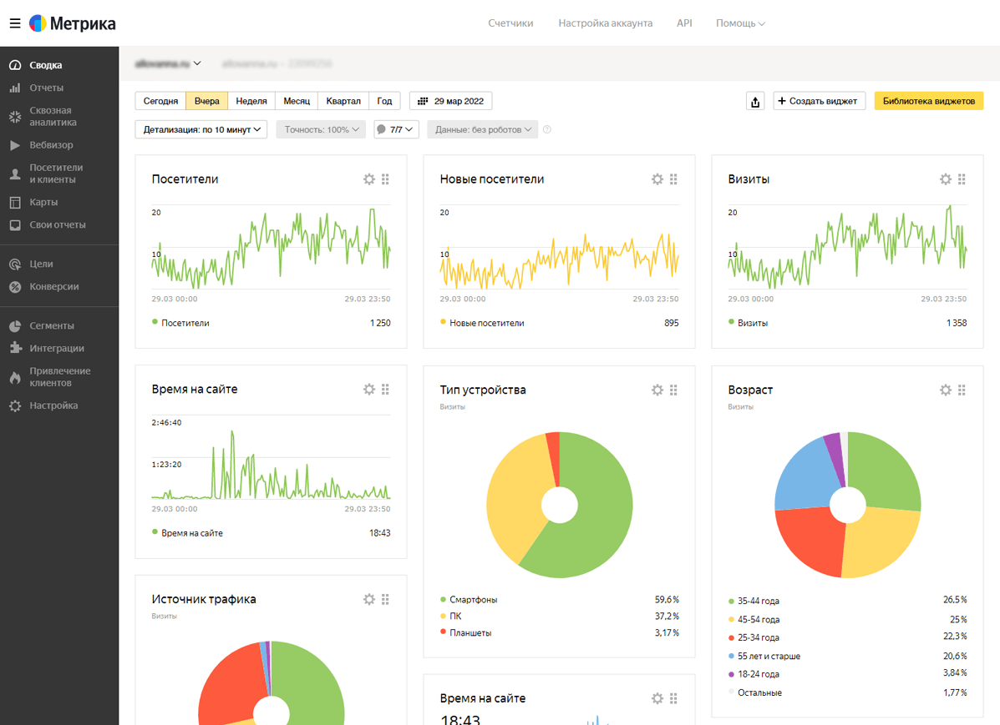 Метрика
Счетчики
Настройка аккаунта
API
Помощь
Сводка
Отчеты
Сквозная
аналитика
Вебвизор
Посетители
и клиенты
Карты
Свои отчеты
Цели
Конверсии
Сегменты
Интеграции
Привлечение
клиентов
Настройка
Сегодня
Вчера
Неделя
Месяц
Квартал
Год
29 мар 2022
+ Создать виджет
Библиотека виджетов
Детализация: по 10 минут
Точность: 100%
7/7
Данные: без роботов
?
Посетители
20
10
29.03 00:00
29.03 23:50
Посетители
1 250
Новые посетители
20
10
29.03 00:00
29.03 23:50
Новые посетители
895
Визиты
20
10
29.03 00:00
29.03 23:50
Визиты
1 358
Время на сайте
2:46:40
1:23:20
29.03 00:00
29.03 23:50
Время на сайте
18:43
Тип устройства
Визиты
Смартфоны 59,6%
ПК 37,2%
Планшеты 3,17%
Возраст
Визиты
35-44 года 26,5%
45-54 года 25%
25-34 года 22,3%
55 лет и старше 20,6%
18-24 года 3,84%
Остальные 1,77%
Источник трафика
Визиты
Время на сайте
18:43